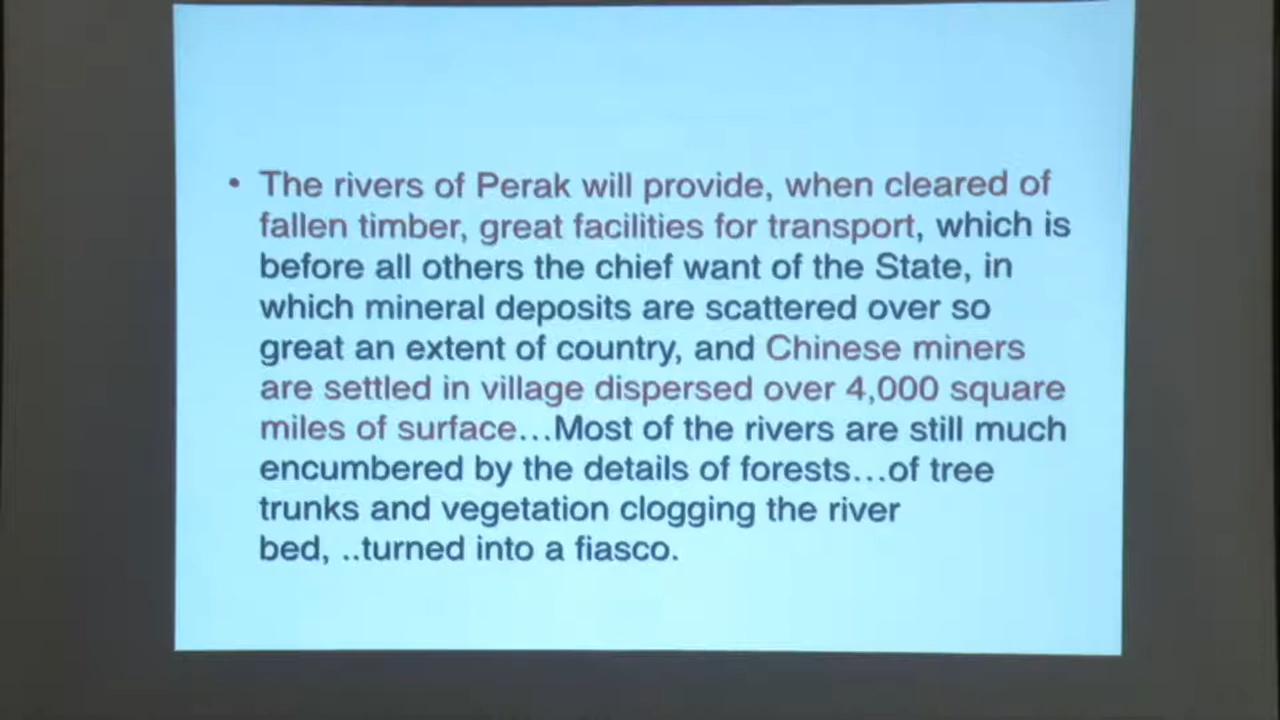 • The rivers of Perak will provide, when cleared of
fallen timber, great facilities for transport, which is
before all others the chief want of the State, in
which mineral deposits are scattered over so
great an extent of country, and Chinese miners
are settled in village dispersed over 4,000 square
miles of surface…Most of the rivers are still much
encumbered by the details of forests…of tree
trunks and vegetation clogging the river
bed, ..turned into a fiasco.